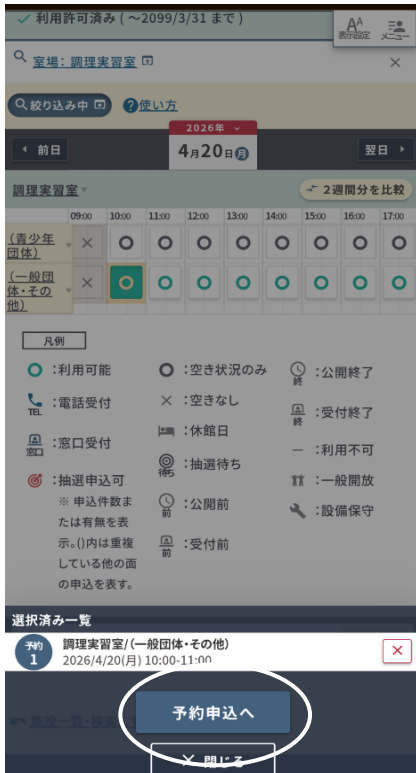 ✓ 利用許可済み ( ～2099/3/31 まで )
AA
表示設定 メニュー
室場: 調理実習室
×
絞り込み中 ?使い方
2026年
前日 4月20日月 翌日
調理実習室 2週間分を比較
09:00 10:00 11:00 12:00 13:00 14:00 15:00 16:00 17:00
(青少年
団体)
(一般団
体・その
他)
凡例
:利用可能 :空き状況のみ 終 :公開終了
TEL :電話受付 × :空きなし 終 :受付終了
窓口 :窓口受付 :休館日 － :利用不可
:抽選申込可 待ち :抽選待ち :一般開放
※ 申込件数ま
たは有無を表
示。()内は重複
している他の面
の申込を表す。
前 :公開前 :設備保守
前 :受付前
選択済み一覧
予約
1
調理実習室/(一般団体・その他)
2026/4/20(月) 10:00-11:00
×
予約申込へ
× 閉じる